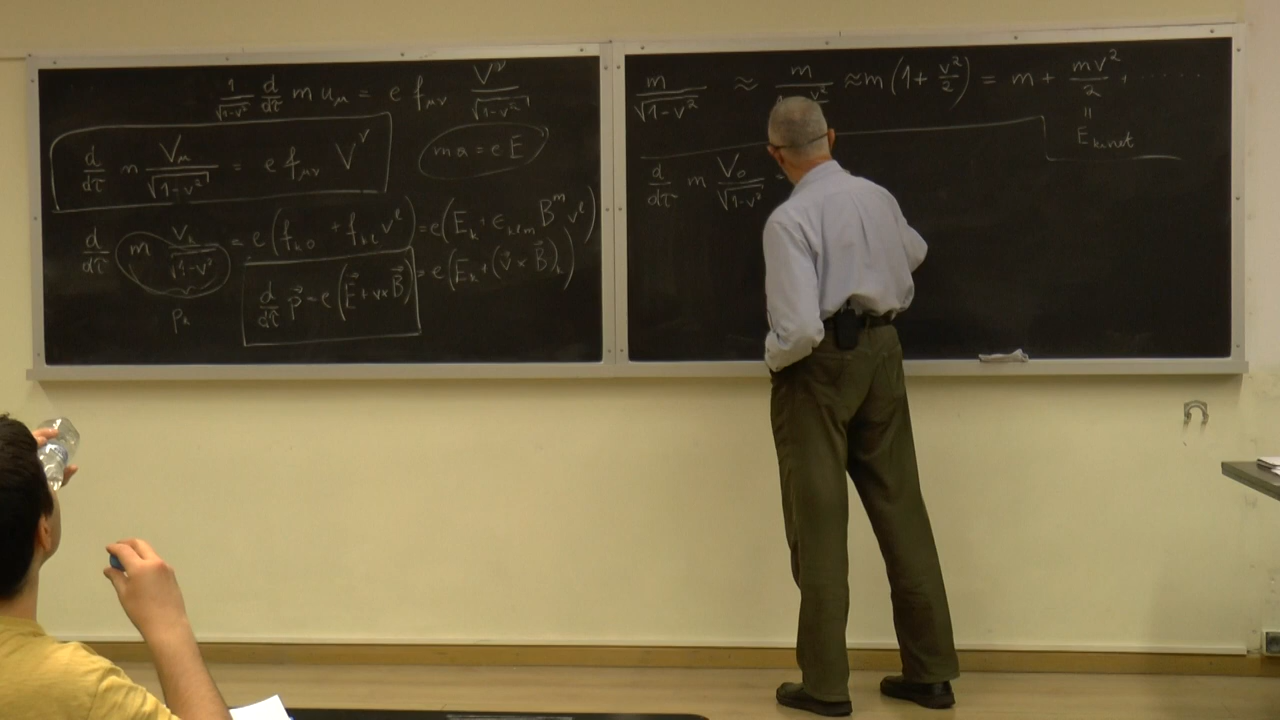 1/√(1-v²) d/dτ m u_μ = e f_μν V^ν/√(1-v²)
d/dτ m V_μ/√(1-v²) = e f_μν V^ν
ma = eE
d/dτ m V_k/√(1-v²) = e(f_k0 + f_kl v^l) = e(E_k + ε_klm B^m v^l)
p_k
d/dτ p⃗ = e(E⃗ + v×B⃗) = e(E_k + (v⃗×B⃗)_k)
m/√(1-v²) ≈ m ≈ m(1 + v²/2) = m + mv²/2 + ......
= E_kinet
d/dτ m V_0/√(1-v²)